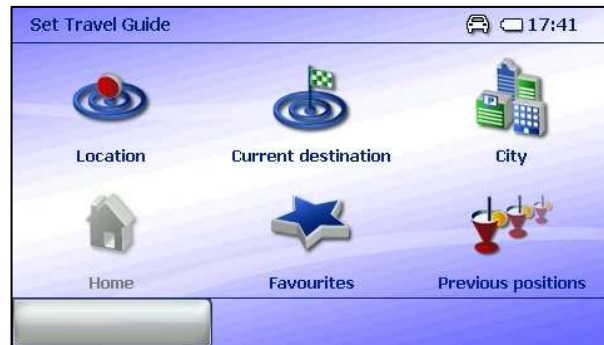 Set Travel Guide 17:41
Location Current destination City
Home Favourites Previous positions